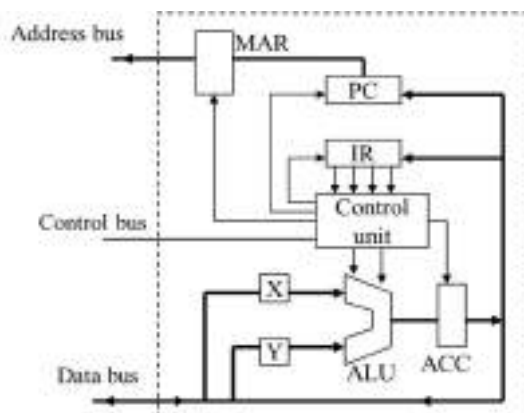 Address bus
MAR
PC
IR
Control
unit
Control bus
X
Y
ALU
ACC
Data bus